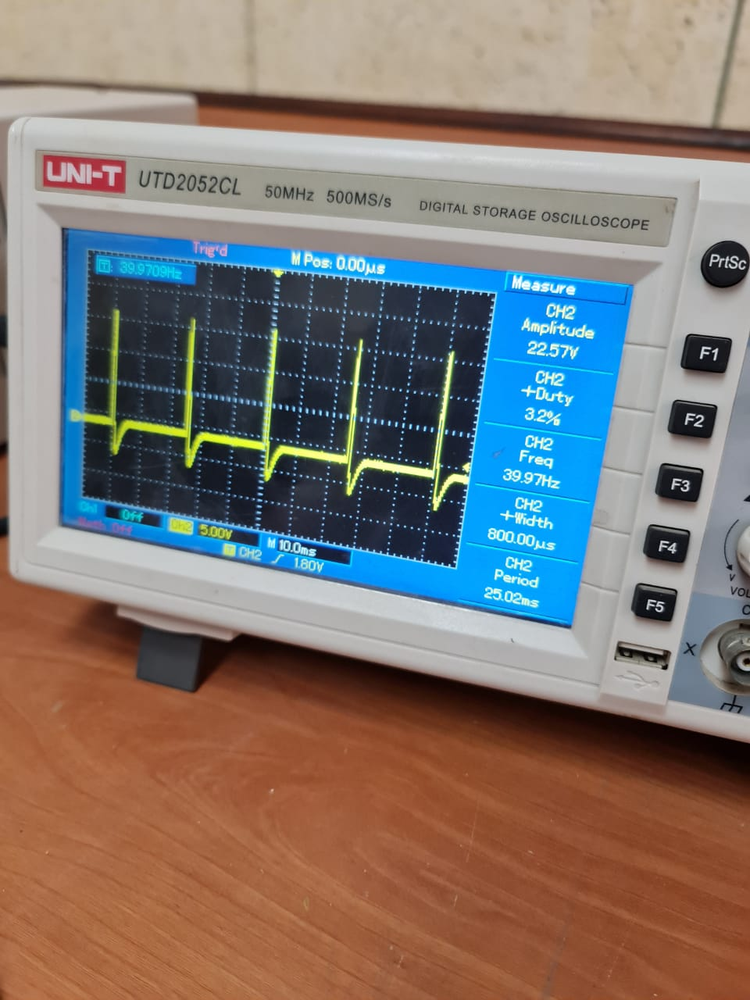 UNI-T UTD2052CL 50MHz 500MS/s DIGITAL STORAGE OSCILLOSCOPE
PrtSc
Trig'd M Pos: 0.00µs
T: 39.9709Hz
Measure
CH2
Amplitude
22.57V
F1
CH2
+Duty
3.2%
F2
CH2
Freq
39.97Hz
F3
CH2
+Width
800.00µs
F4
CH2
Period
25.02ms
F5
Ch1 Off
Math Off
CH2 5.00V
M 10.0ms
T CH2 1.80V
X